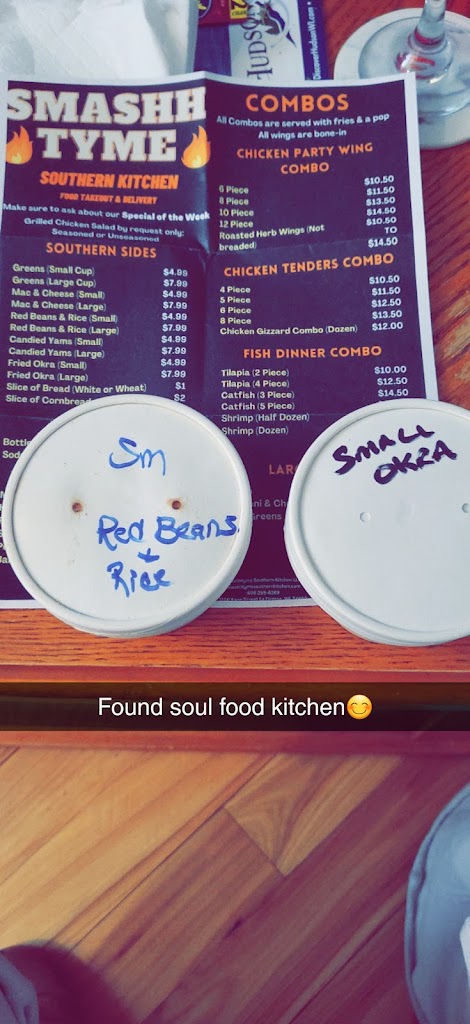 HUDSON
DiscoverHudsonWI.com
SMASHH
TYME
SOUTHERN KITCHEN
FOOD TAKEOUT & DELIVERY
Make sure to ask about our Special of the Week
Grilled Chicken Salad by request only:
Seasoned or Unseasoned
SOUTHERN SIDES
Greens (Small Cup) $4.99
Greens (Large Cup) $7.99
Mac & Cheese (Small) $4.99
Mac & Cheese (Large) $7.99
Red Beans & Rice (Small) $4.99
Red Beans & Rice (Large) $7.99
Candied Yams (Small) $4.99
Candied Yams (Large) $7.99
Fried Okra (Small) $4.99
Fried Okra (Large) $7.99
Slice of Bread (White or Wheat) $1
Slice of Cornbread $2
Bottle
Sod
COMBOS
All Combos are served with fries & a pop
All wings are bone-in
CHICKEN PARTY WING
COMBO
6 Piece $10.50
8 Piece $11.50
10 Piece $13.50
12 Piece $14.50
Roasted Herb Wings (Not $10.50
breaded) TO
$14.50
CHICKEN TENDERS COMBO
4 Piece $10.50
5 Piece $11.50
6 Piece $12.50
8 Piece $13.50
Chicken Gizzard Combo (Dozen) $12.00
FISH DINNER COMBO
Tilapia (2 Piece) $10.00
Tilapia (4 Piece) $12.50
Catfish (3 Piece) $14.50
Catfish (5 Piece)
Shrimp (Half Dozen)
Shrimp (Dozen)
LARG
ni & Ch
Greens
Sm
Red Beans
+
Rice
SMALL
OKRA
Found soul food kitchen😊